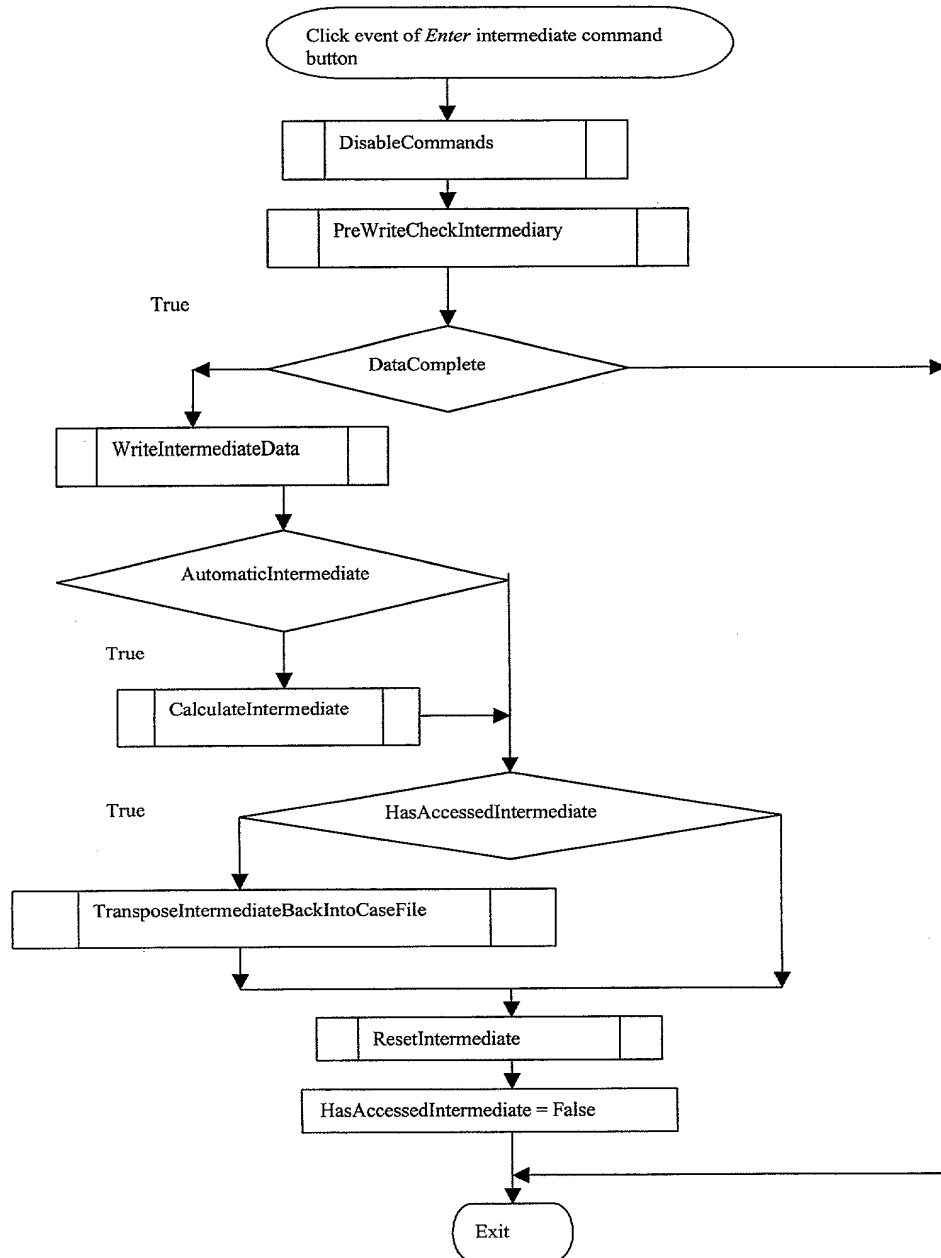 Click event of Enter intermediate command
button
DisableCommands
PreWriteCheckIntermediary
True
DataComplete
WriteIntermediateData
AutomaticIntermediate
True
CalculateIntermediate
True
HasAccessedIntermediate
TransposeIntermediateBackIntoCaseFile
ResetIntermediate
HasAccessedIntermediate = False
Exit